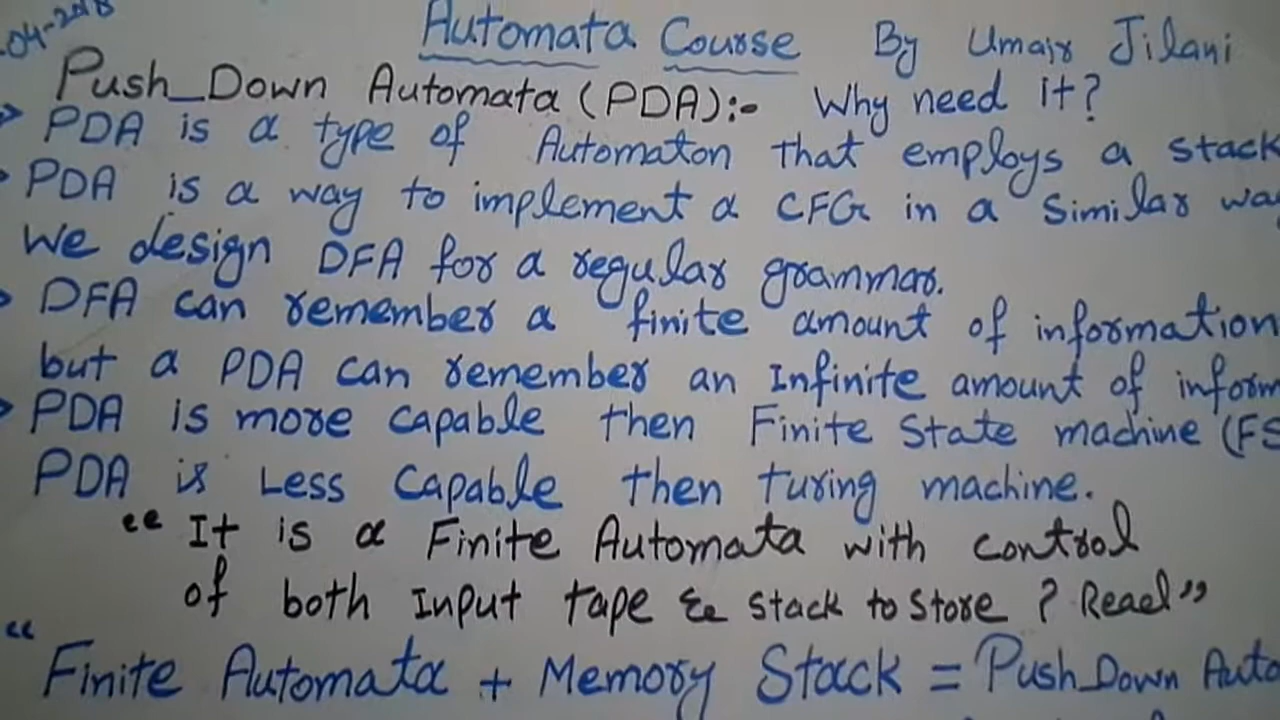 -04-2018
Automata Course By Umair Jilani
Push_Down Automata (PDA):- Why need it?
PDA is a type of Automaton that employs a stack
PDA is a way to implement a CFG in a similar wa
We design DFA for a regular grammar.
DFA can remember a finite amount of information
but a PDA can remember an Infinite amount of inform
PDA is more capable then Finite State machine (FS
PDA is Less Capable then turing machine.
"It is a Finite Automata with control
of both Input tape & stack to store ? Read"
"Finite Automata + Memory Stack = Push_Down Auto